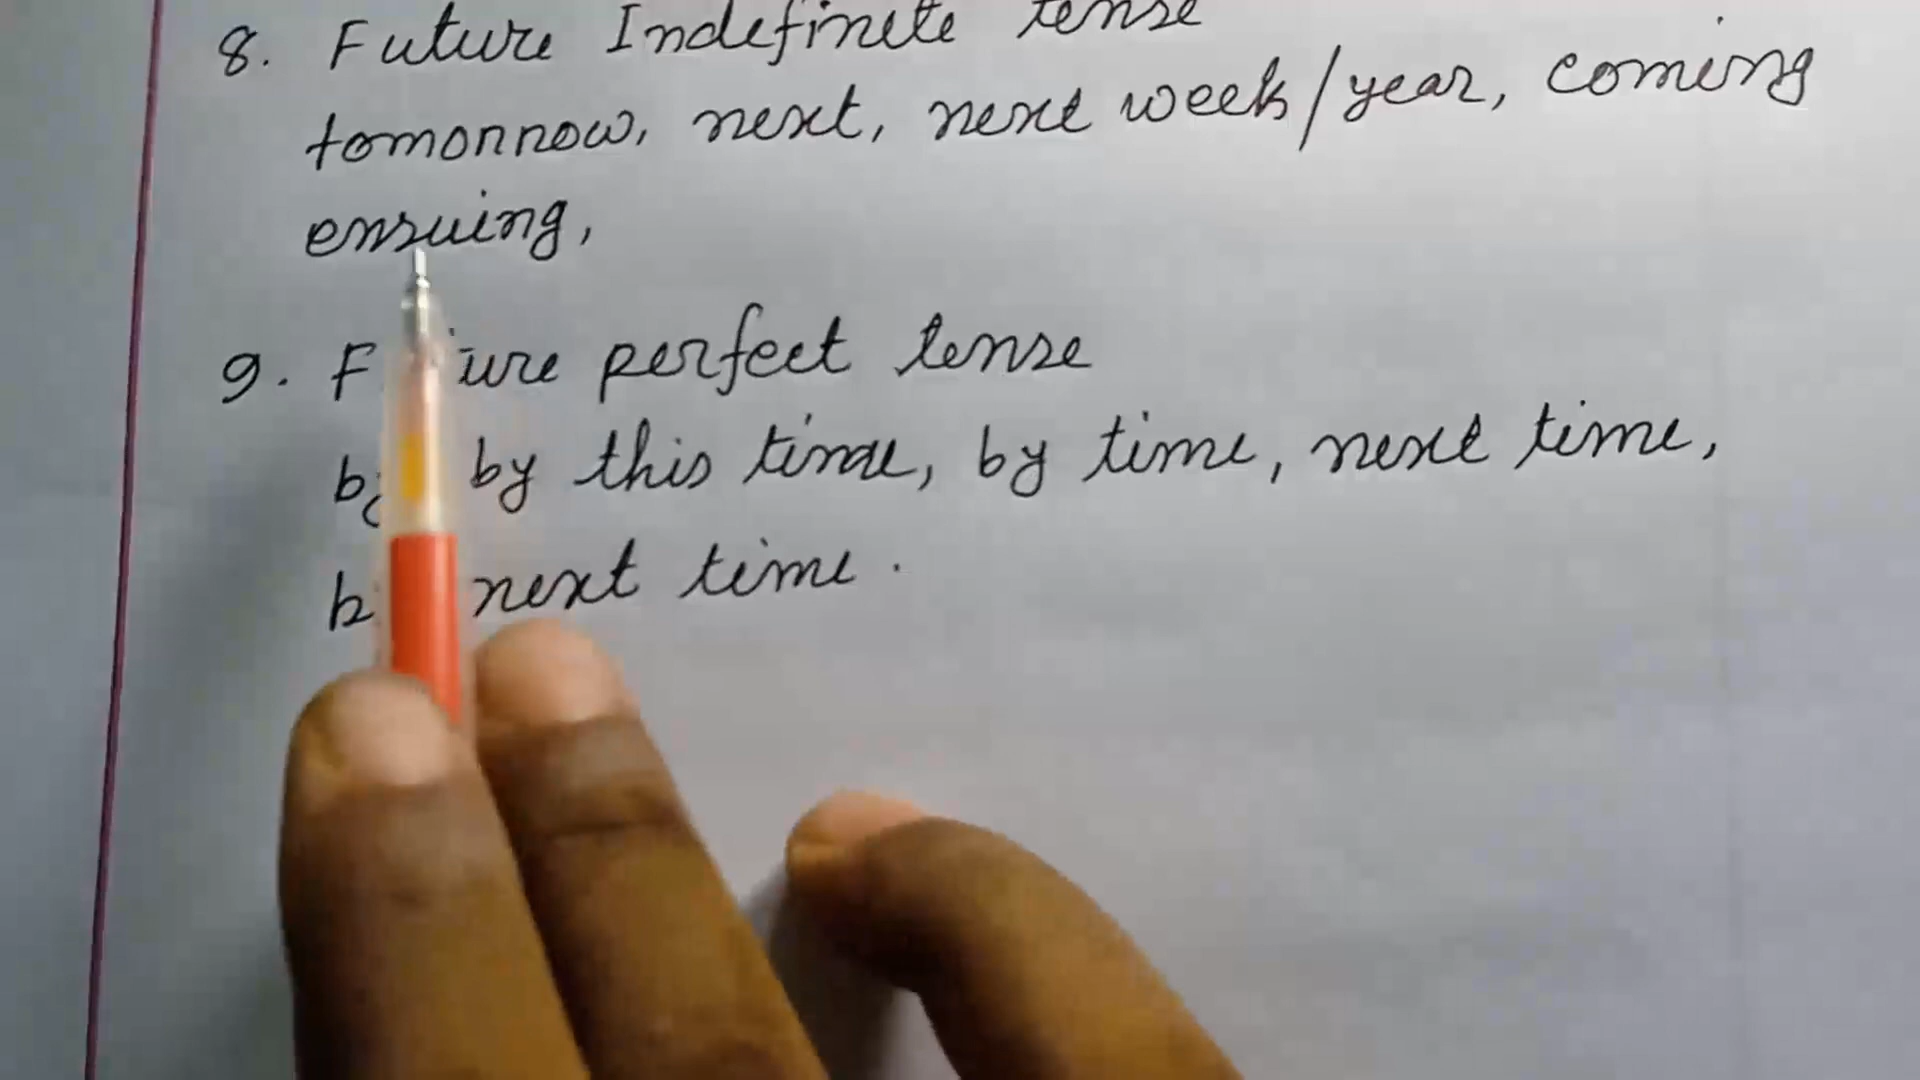 8. Future Indefinite tense
tomorrow, next, next week/year, coming
ensuing,
9. Future perfect tense
by this time, by time, next time,
next time.